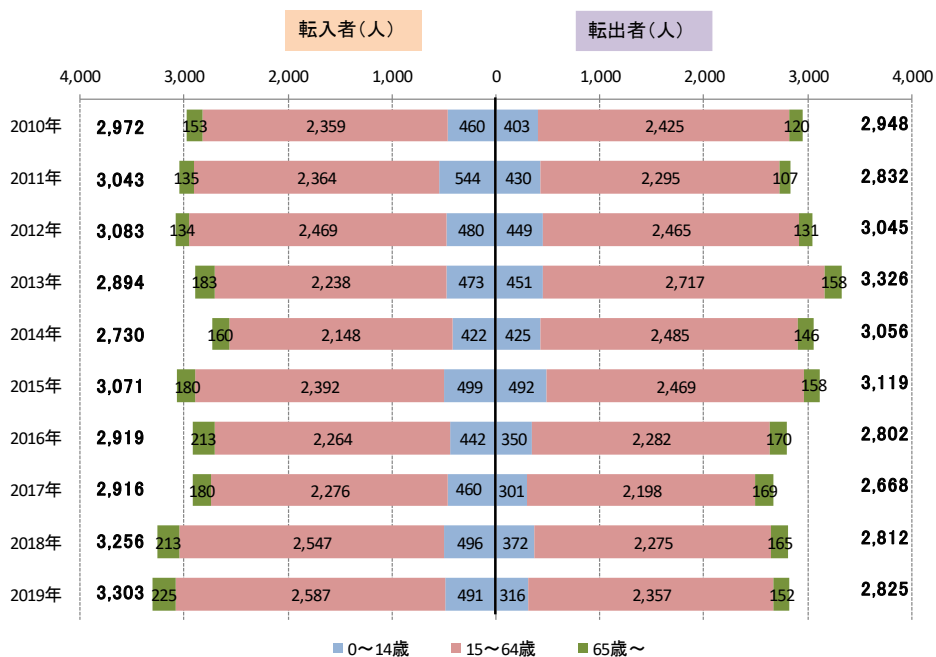 転入者（人） 転出者（人）
4,000 3,000 2,000 1,000 0 1,000 2,000 3,000 4,000
2010年 2,972 153 2,359 460 403 2,425 120 2,948
2011年 3,043 135 2,364 544 430 2,295 107 2,832
2012年 3,083 134 2,469 480 449 2,465 131 3,045
2013年 2,894 183 2,238 473 451 2,717 158 3,326
2014年 2,730 160 2,148 422 425 2,485 146 3,056
2015年 3,071 180 2,392 499 492 2,469 158 3,119
2016年 2,919 213 2,264 442 350 2,282 170 2,802
2017年 2,916 180 2,276 460 301 2,198 169 2,668
2018年 3,256 213 2,547 496 372 2,275 165 2,812
2019年 3,303 225 2,587 491 316 2,357 152 2,825
0～14歳 15～64歳 65歳～